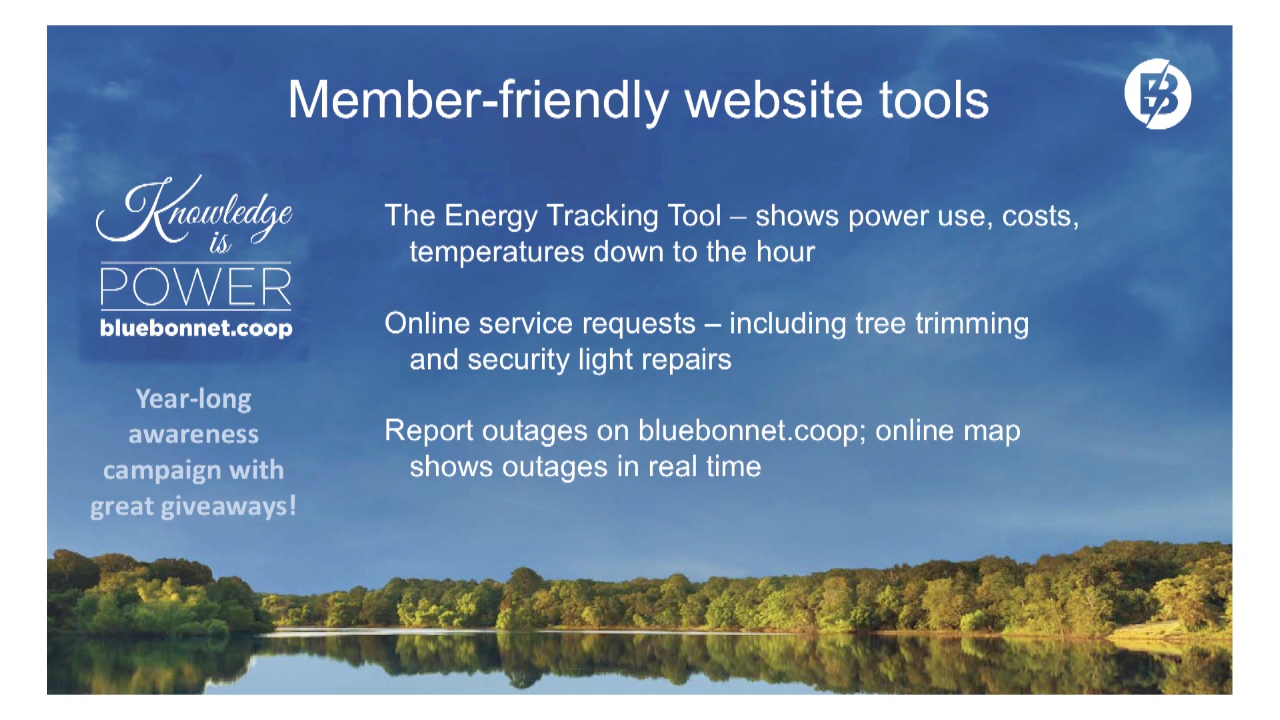 Member-friendly website tools
Knowledge
is
POWER
bluebonnet.coop
Year-long
awareness
campaign with
great giveaways!
The Energy Tracking Tool – shows power use, costs,
temperatures down to the hour
Online service requests – including tree trimming
and security light repairs
Report outages on bluebonnet.coop; online map
shows outages in real time
B